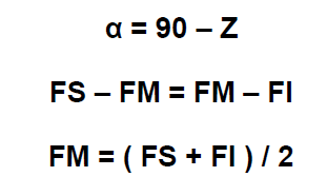 α = 90 – Z
FS – FM = FM – FI
FM = ( FS + FI ) / 2